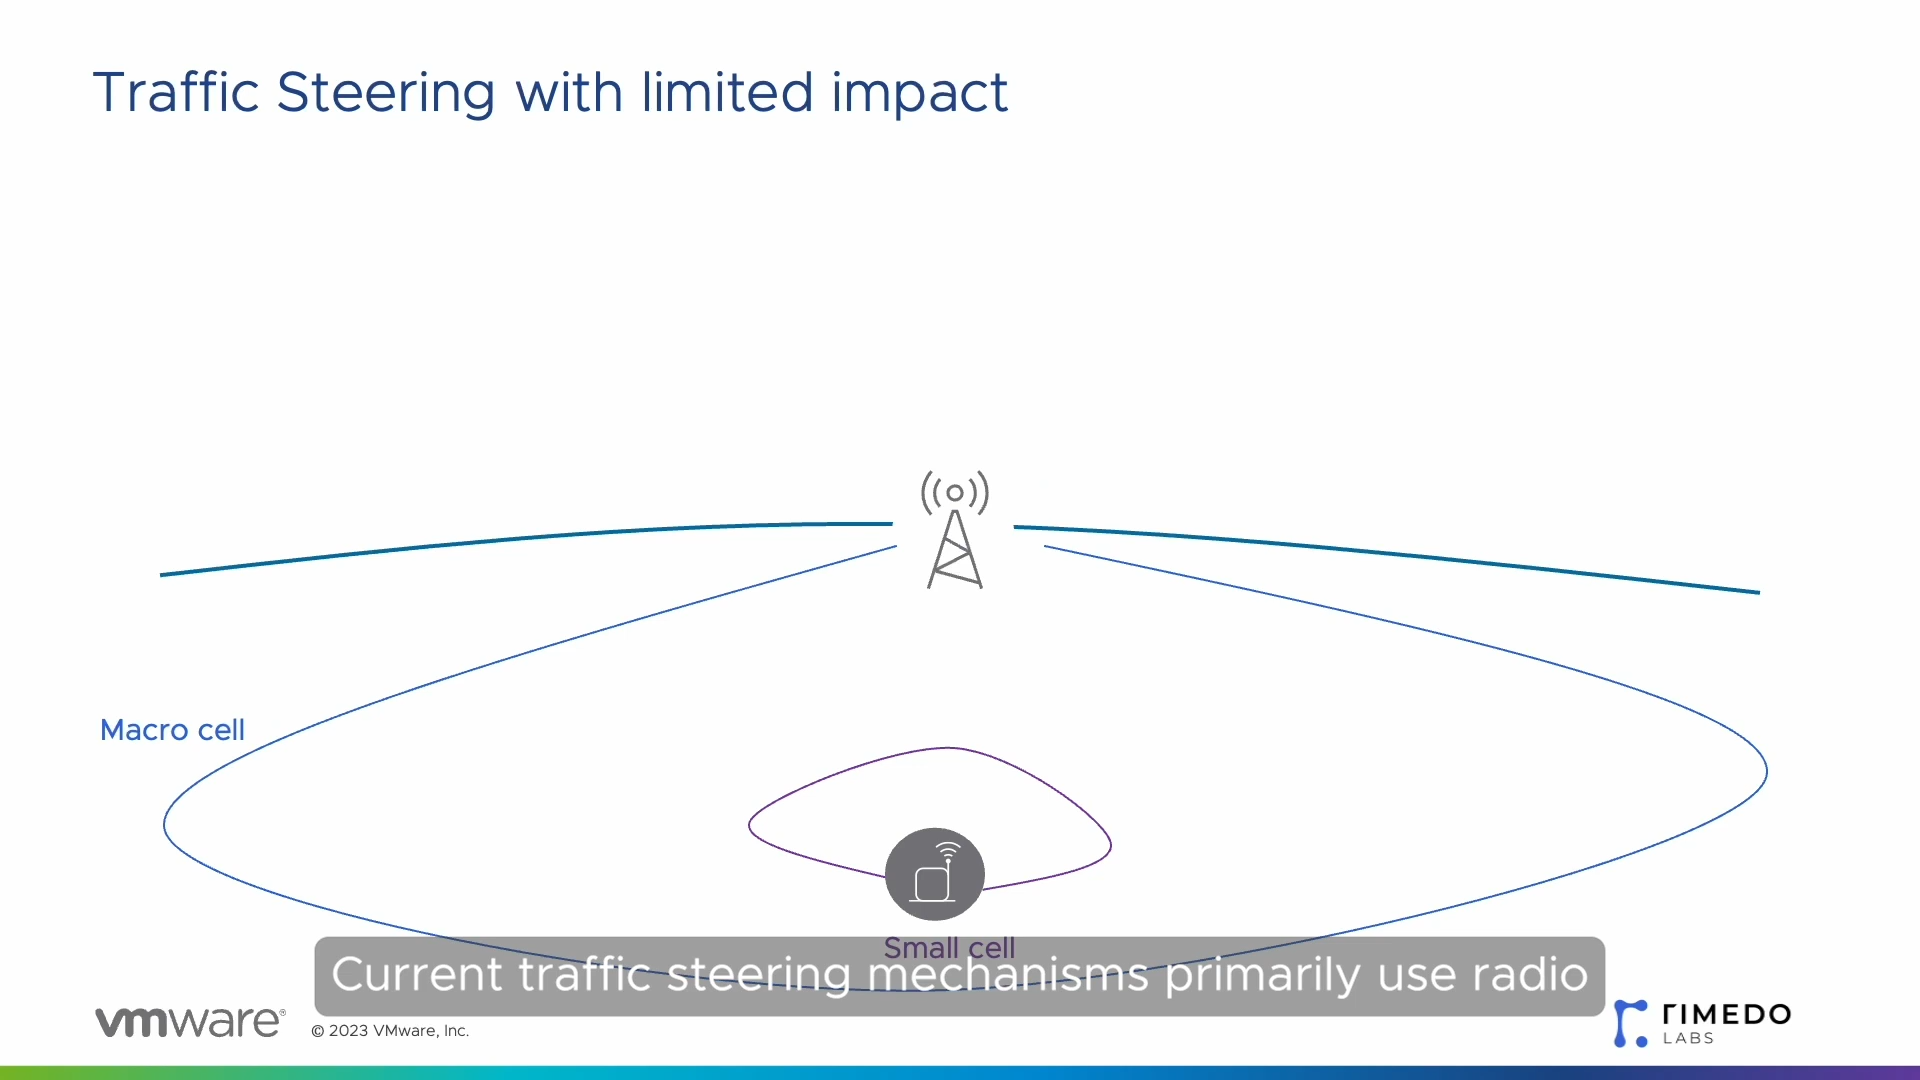 Traffic Steering with limited impact
Macro cell
Small cell
Current traffic steering mechanisms primarily use radio
vmware®
© 2023 VMware, Inc.
rIMEDO
LABS